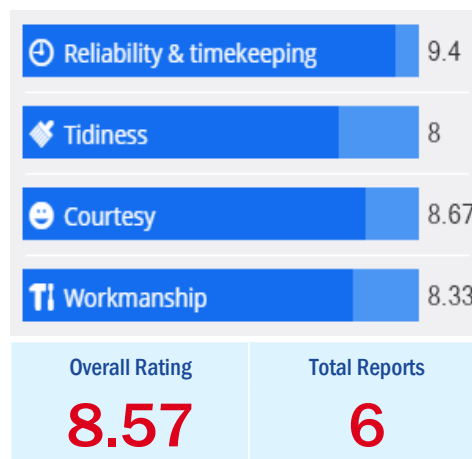 Reliability & timekeeping 9.4
Tidiness 8
Courtesy 8.67
Workmanship 8.33
Overall Rating Total Reports
8.57 6